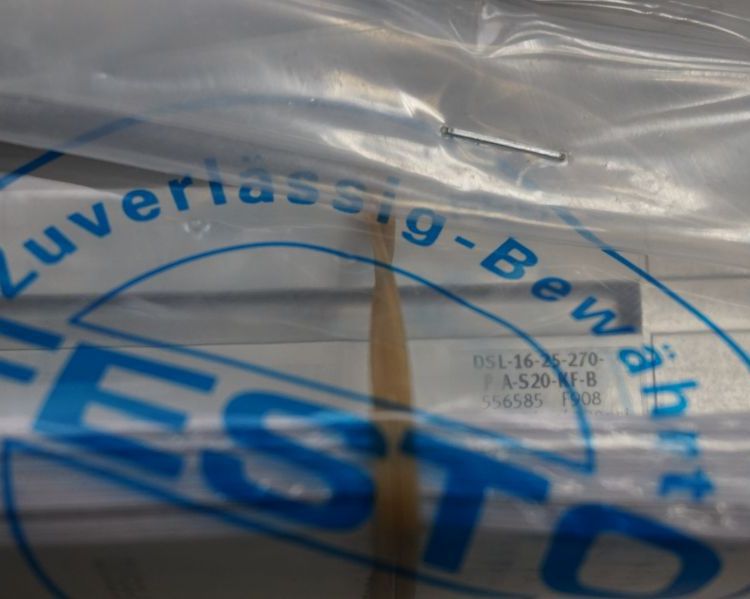 Zuverlässig-Bewährt
FESTO
DSL-16-25-270-
P A-S20-KF-B
556585 F908